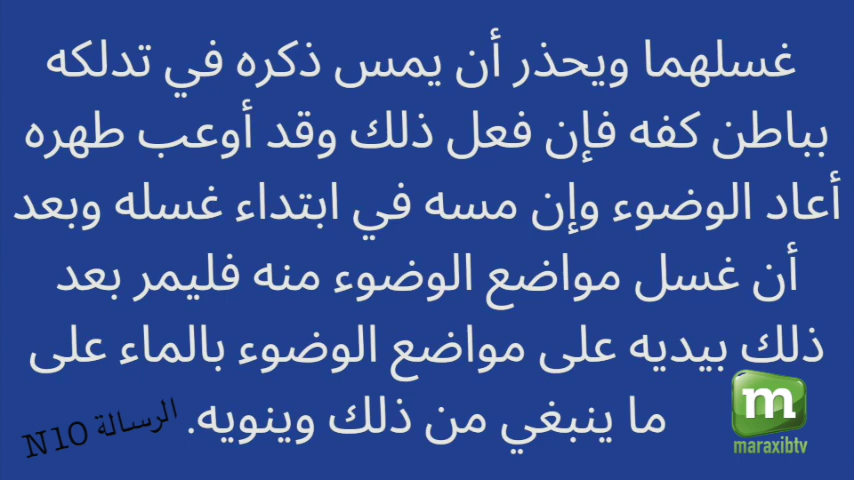 غسلهما ويحذر أن يمس ذكره في تدلكه
بباطن كفه فإن فعل ذلك وقد أوعب طهره
أعاد الوضوء وإن مسه في ابتداء غسله وبعد
أن غسل مواضع الوضوء منه فليمر بعد
ذلك بيديه على مواضع الوضوء بالماء على
ما ينبغي من ذلك وينويه.
الرسالة N10
m
maraxibtv